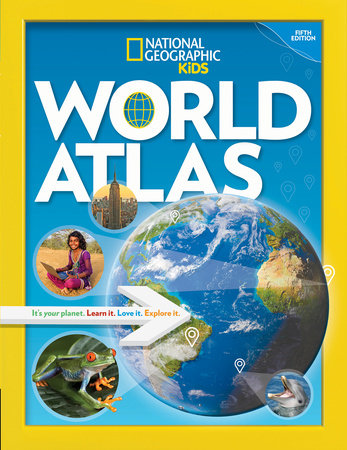 FIFTH
EDITION
NATIONAL
GEOGRAPHIC
KiDS
WORLD
ATLAS
It's your planet. Learn it. Love it. Explore it.